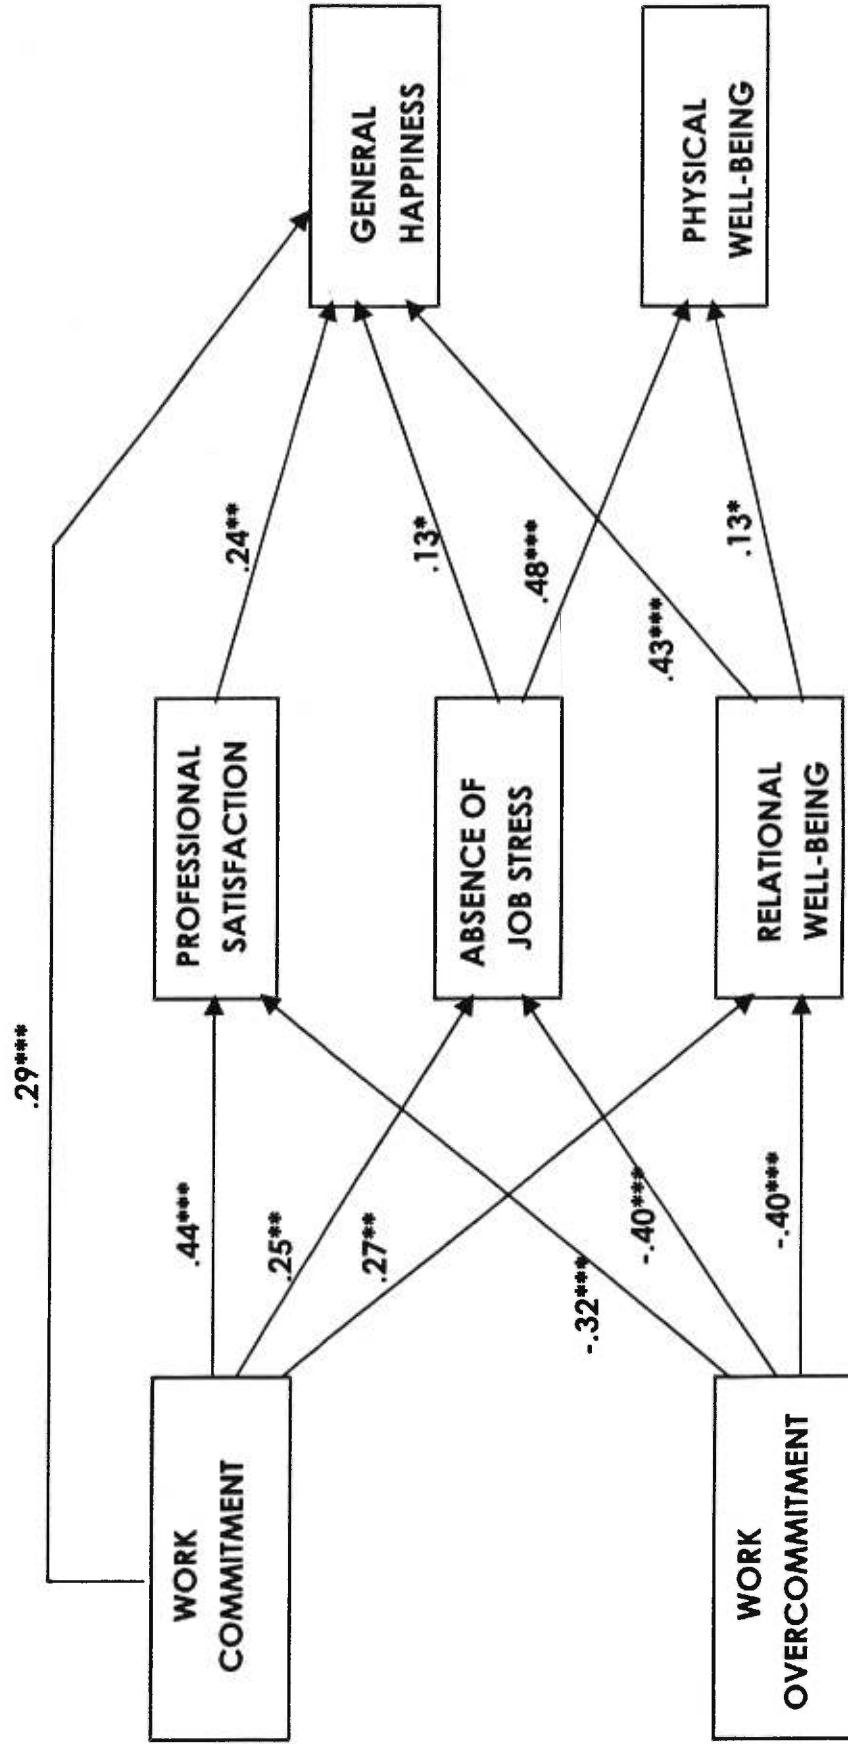 .29***
WORK
COMMITMENT
.44***
.25**
.27**
WORK
OVERCOMMITMENT
-.32***
-.40***
-.40***
PROFESSIONAL
SATISFACTION
ABSENCE OF
JOB STRESS
RELATIONAL
WELL-BEING
.24**
.13*
.48***
.43***
.13*
GENERAL
HAPPINESS
PHYSICAL
WELL-BEING